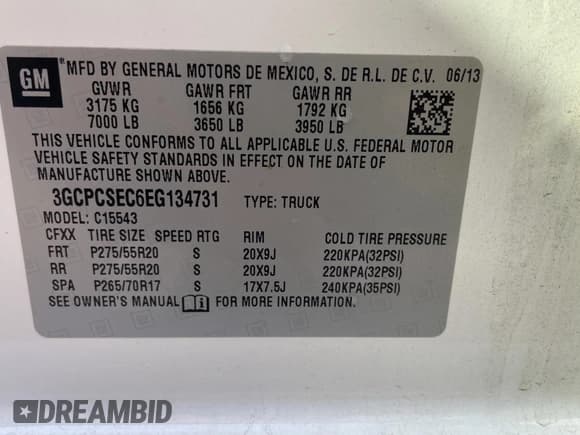 GM ® MFD BY GENERAL MOTORS DE MEXICO, S. DE R.L. DE C.V. 06/13
GVWR GAWR FRT GAWR RR
3175 KG 1656 KG 1792 KG
7000 LB 3650 LB 3950 LB
THIS VEHICLE CONFORMS TO ALL APPLICABLE U.S. FEDERAL MOTOR
VEHICLE SAFETY STANDARDS IN EFFECT ON THE DATE OF
MANUFACTURE SHOWN ABOVE.
3GCPCSEC6EG134731 TYPE: TRUCK
MODEL: C15543
CFXX TIRE SIZE SPEED RTG RIM COLD TIRE PRESSURE
FRT P275/55R20 S 20X9J 220KPA(32PSI)
RR P275/55R20 S 20X9J 220KPA(32PSI)
SPA P265/70R17 S 17X7.5J 240KPA(35PSI)
SEE OWNER'S MANUAL i FOR MORE INFORMATION.
DREAMBID